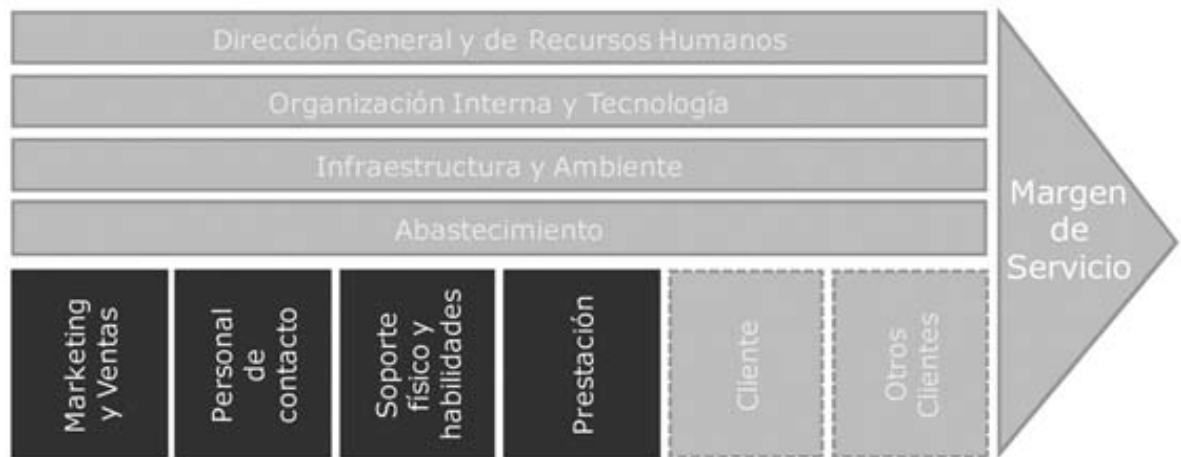 Dirección General y de Recursos Humanos
Organización Interna y Tecnología
Infraestructura y Ambiente
Abastecimiento
Margen
de
Servicio
Marketing
y Ventas
Personal
de
contacto
Soporte
físico y
habilidades
Prestación
Cliente
Otros
Clientes